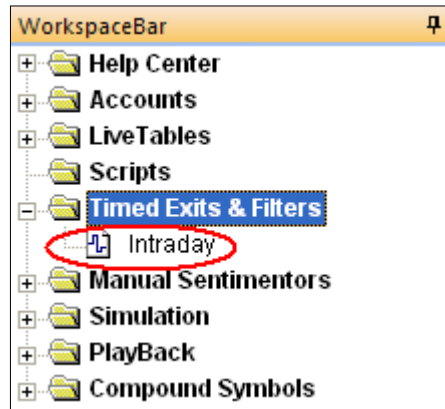 WorkspaceBar
Help Center
Accounts
LiveTables
Scripts
Timed Exits & Filters
Intraday
Manual Sentimentors
Simulation
PlayBack
Compound Symbols